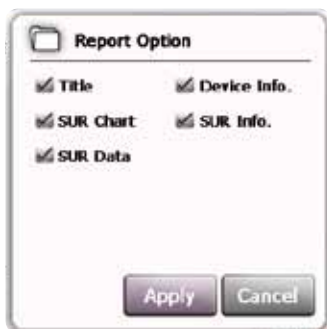 Report Option
Title Device Info.
SUR Chart SUR Info.
SUR Data
Apply Cancel